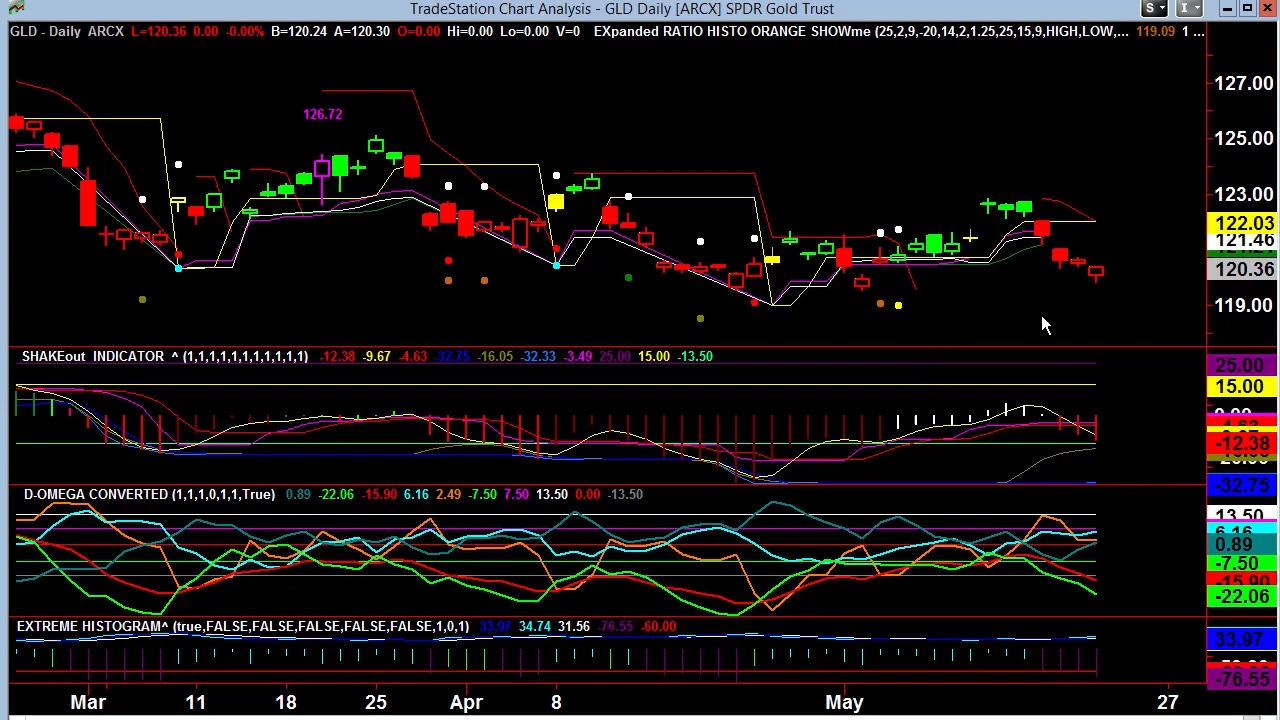 TradeStation Chart Analysis - GLD Daily [ARCX] SPDR Gold Trust
S I
GLD - Daily ARCX L=120.36 0.00 -0.00% B=120.24 A=120.30 O=0.00 Hi=0.00 Lo=0.00 V=0 EXpanded RATIO HISTO ORANGE SHOWme (25,2,9,-20,14,2,1.25,25,15,9,HIGH,LOW,... 119.09 1 ...
127.00
126.72
125.00
123.00
122.03
121.46
120.36
119.00
SHAKEout INDICATOR ^ (1,1,1,1,1,1,1,1,1,1,1) -12.38 -9.67 -4.63 -32.75 -16.05 -32.33 -3.49 25.00 15.00 -13.50
25.00
15.00
-12.38
-32.75
D-OMEGA CONVERTED (1,1,1,0,1,1,True) 0.89 -22.06 -15.90 6.16 2.49 -7.50 7.50 13.50 0.00 -13.50
13.50
6.16
0.89
-7.50
-15.90
-22.06
EXTREME HISTOGRAM^ (true,FALSE,FALSE,FALSE,FALSE,FALSE,1,0,1) 33.97 34.74 31.56 -76.55 -60.00
33.97
-76.55
Mar 11 18 25 Apr 8 May 27